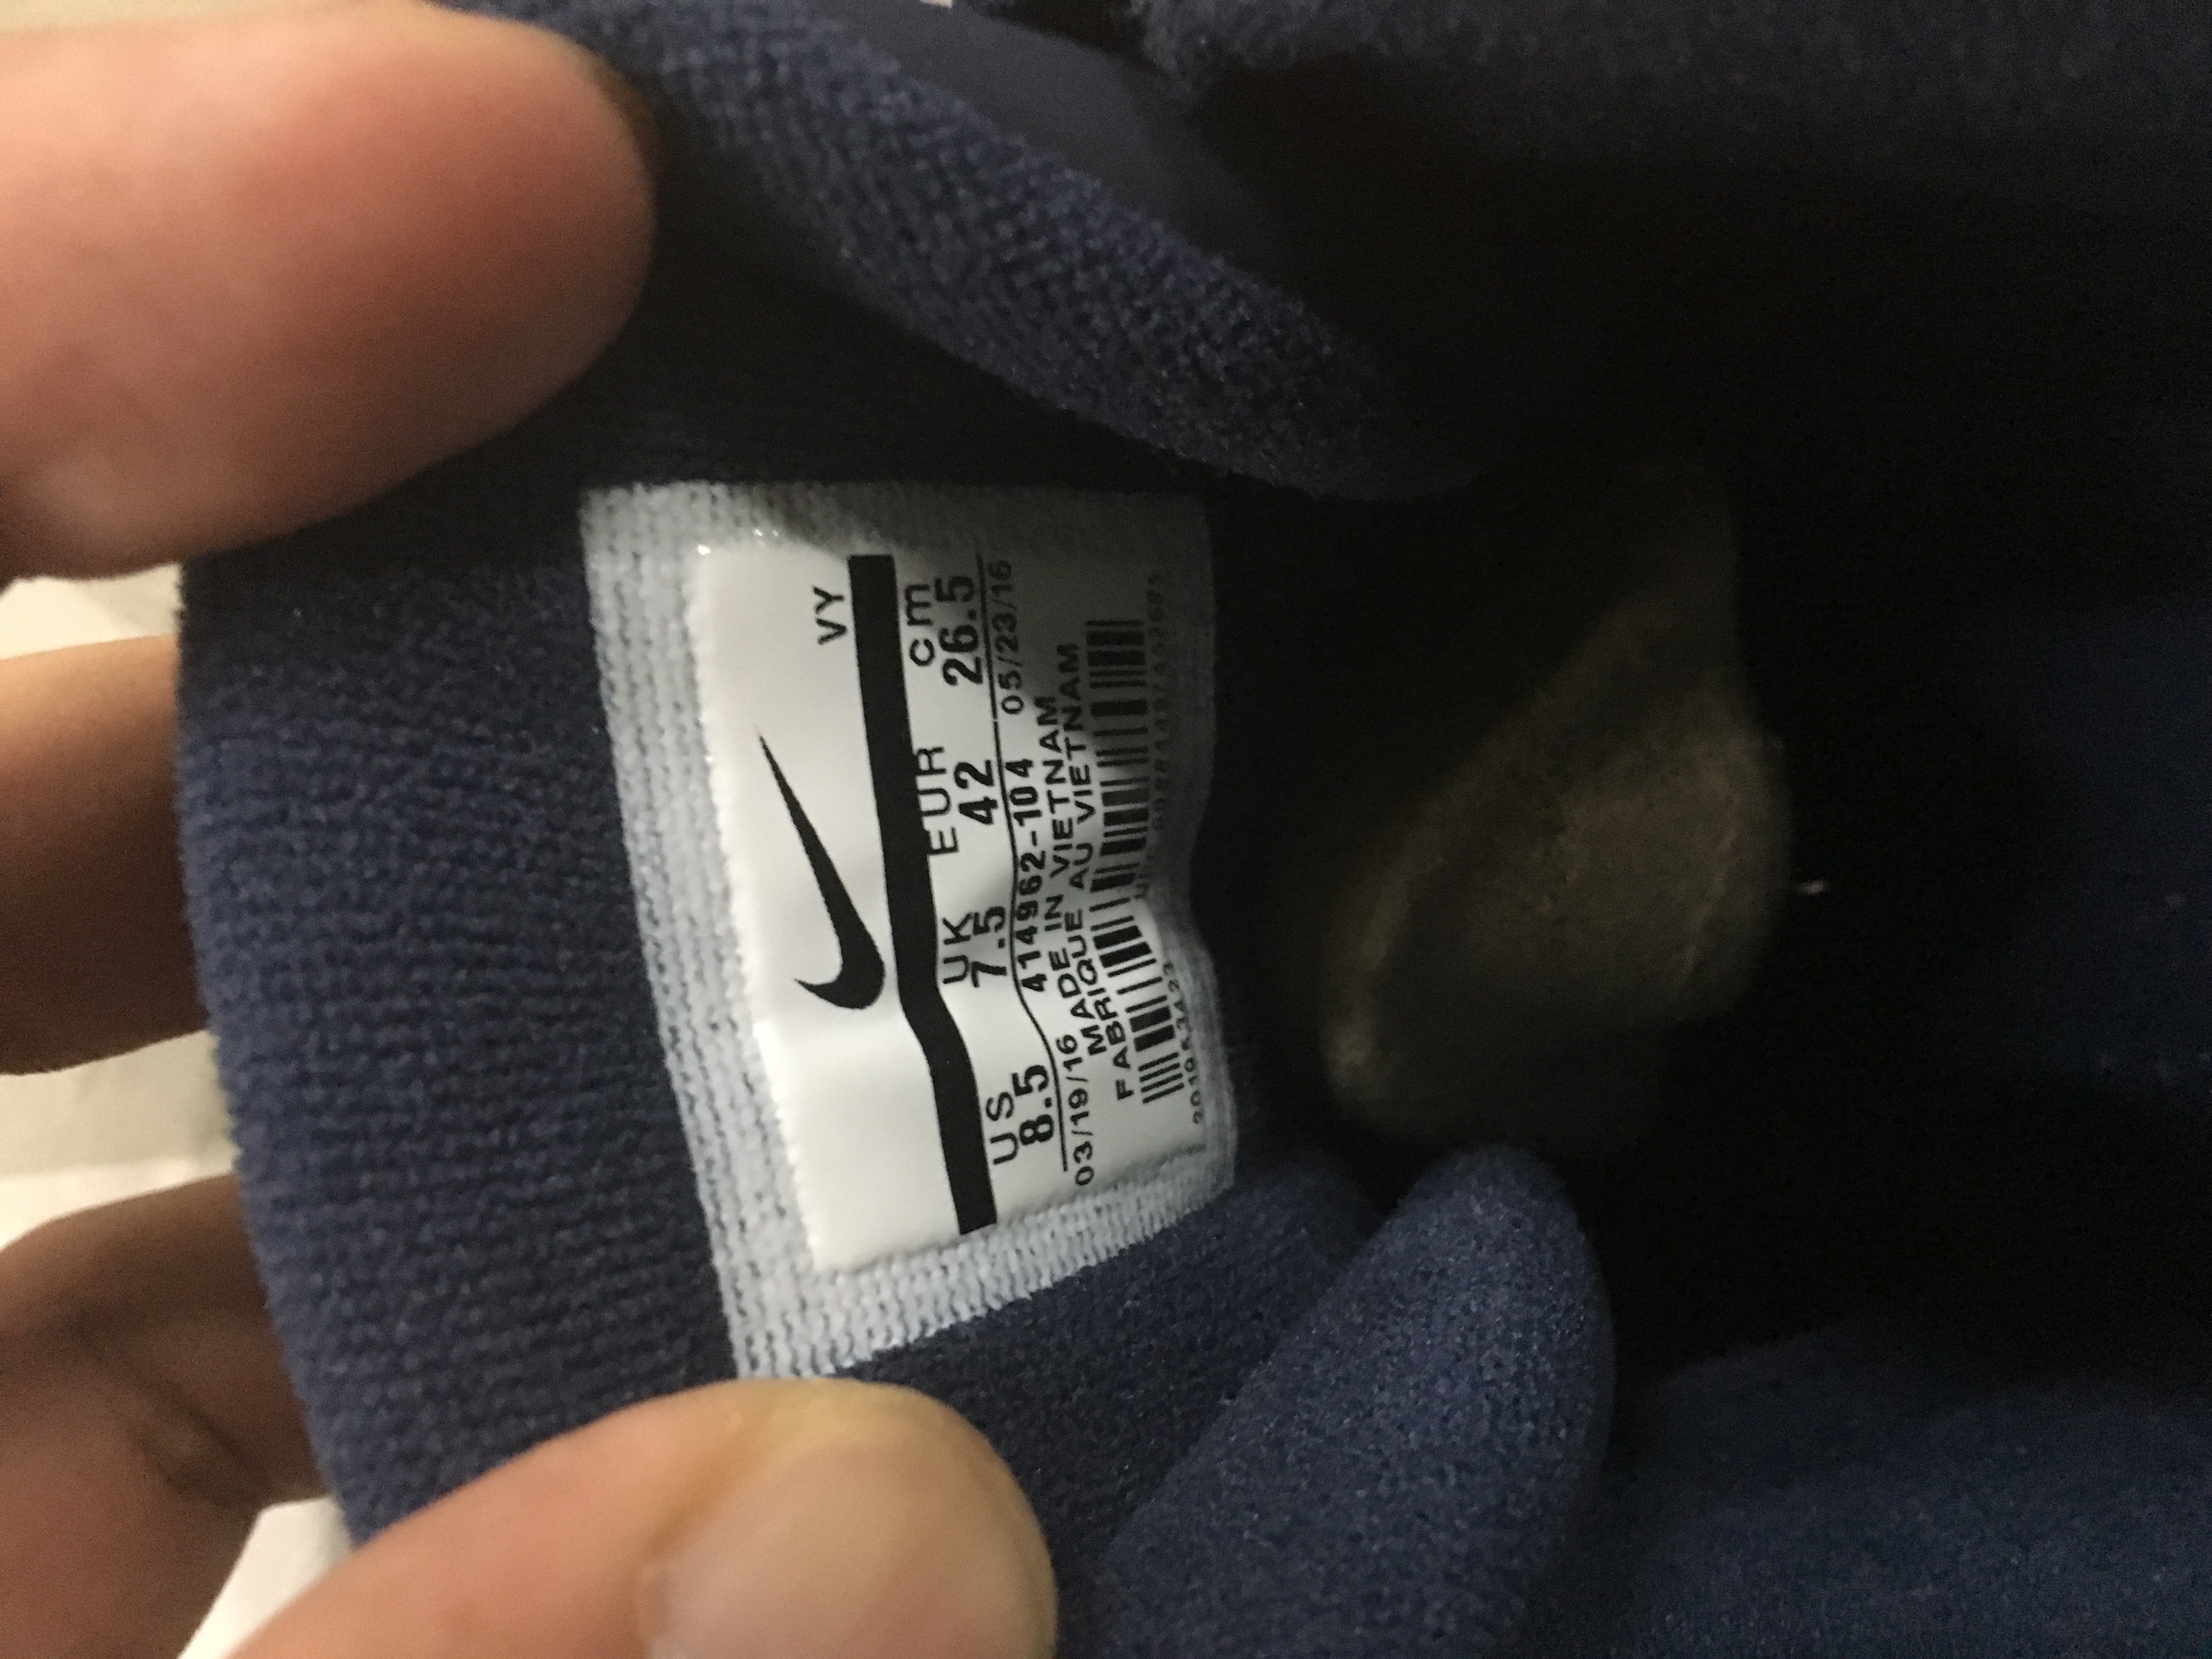 VY
US UK EUR cm
8.5 7.5 42 26.5
03/19/16 414962-104 05/23/16
MADE IN VIETNAM
FABRIQUE AU VIETNAM